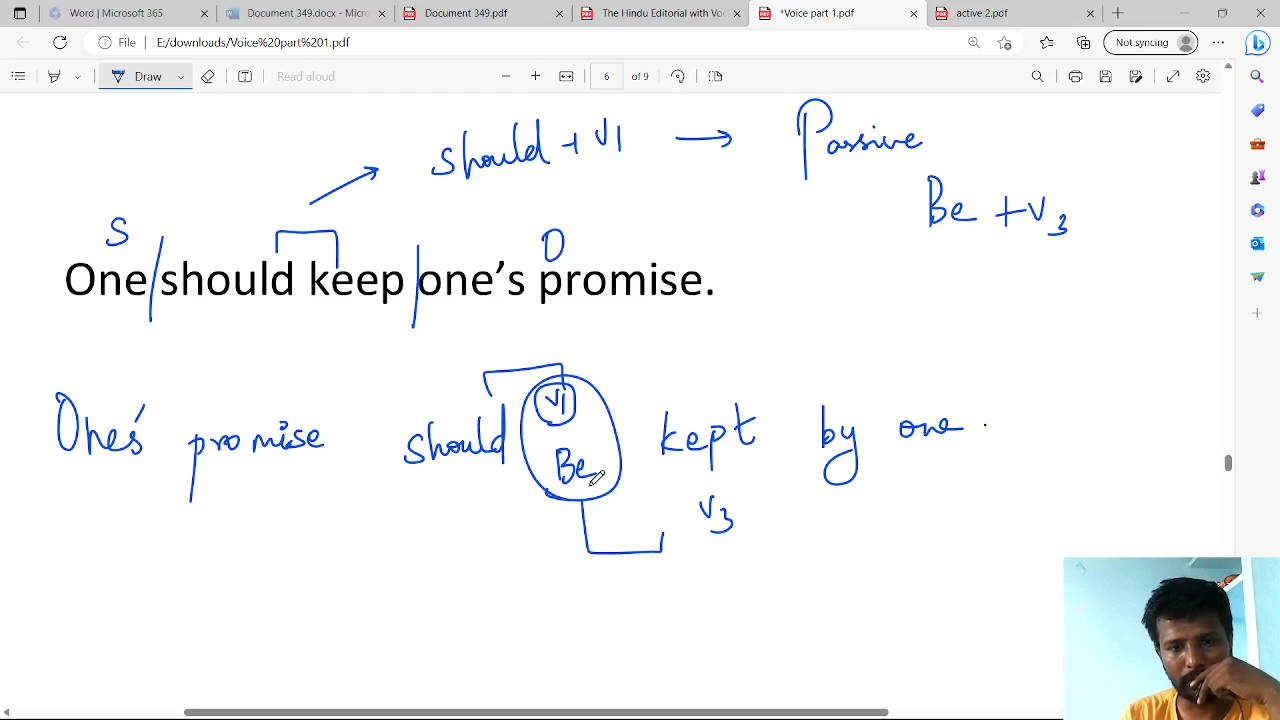 Word | Microsoft 365
Document 349.docx - Micros
Document 349.pdf
The Hindu Editorial with Voc
*Voice part 1.pdf
active 2.pdf
File E:/downloads/Voice%20part%201.pdf
Not syncing
Draw
Read aloud
6 of 9
should + V1 → Passive
Be + V3
S
O
One should keep one's promise.
V1
One's promise should Be kept by one.
V3